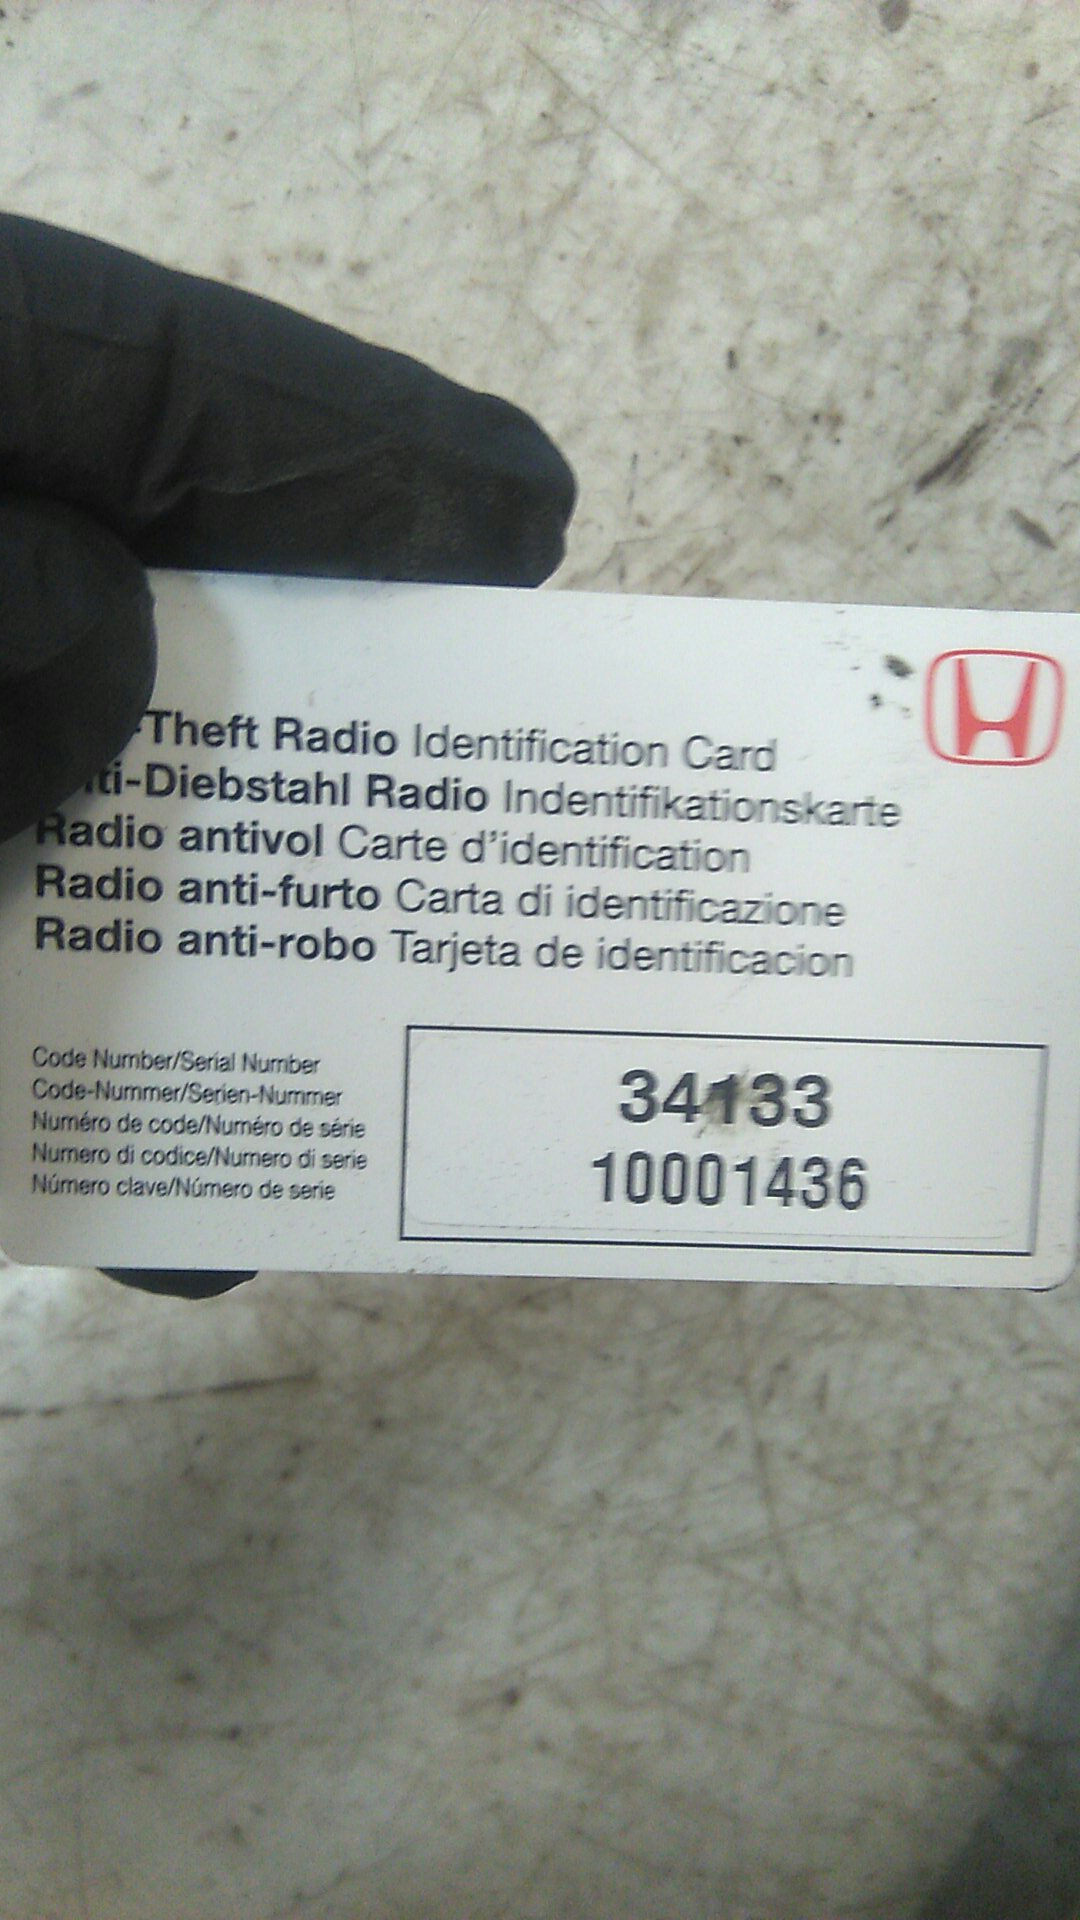 -Theft Radio Identification Card
nti-Diebstahl Radio Indentifikationskarte
Radio antivol Carte d'identification
Radio anti-furto Carta di identificazione
Radio anti-robo Tarjeta de identificacion
Code Number/Serial Number
Code-Nummer/Serien-Nummer
Numéro de code/Numéro de série
Numero di codice/Numero di serie
Número clave/Número de serie
34133
10001436